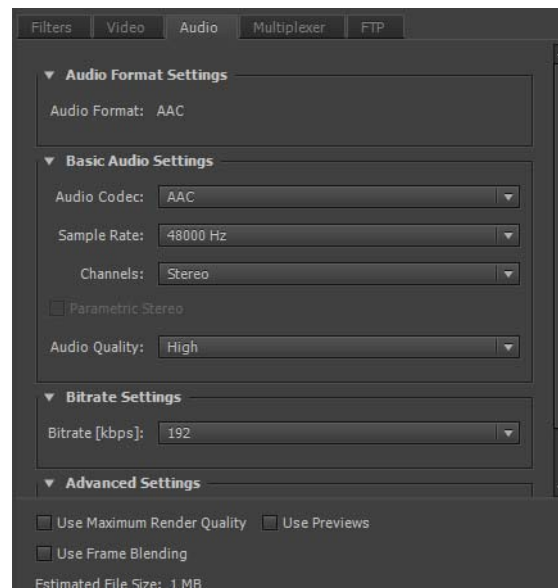 Filters Video Audio Multiplexer FTP
Audio Format Settings
Audio Format: AAC
Basic Audio Settings
Audio Codec: AAC
Sample Rate: 48000 Hz
Channels: Stereo
Parametric Stereo
Audio Quality: High
Bitrate Settings
Bitrate [kbps]: 192
Advanced Settings
Use Maximum Render Quality Use Previews
Use Frame Blending
Estimated File Size: 1 MB